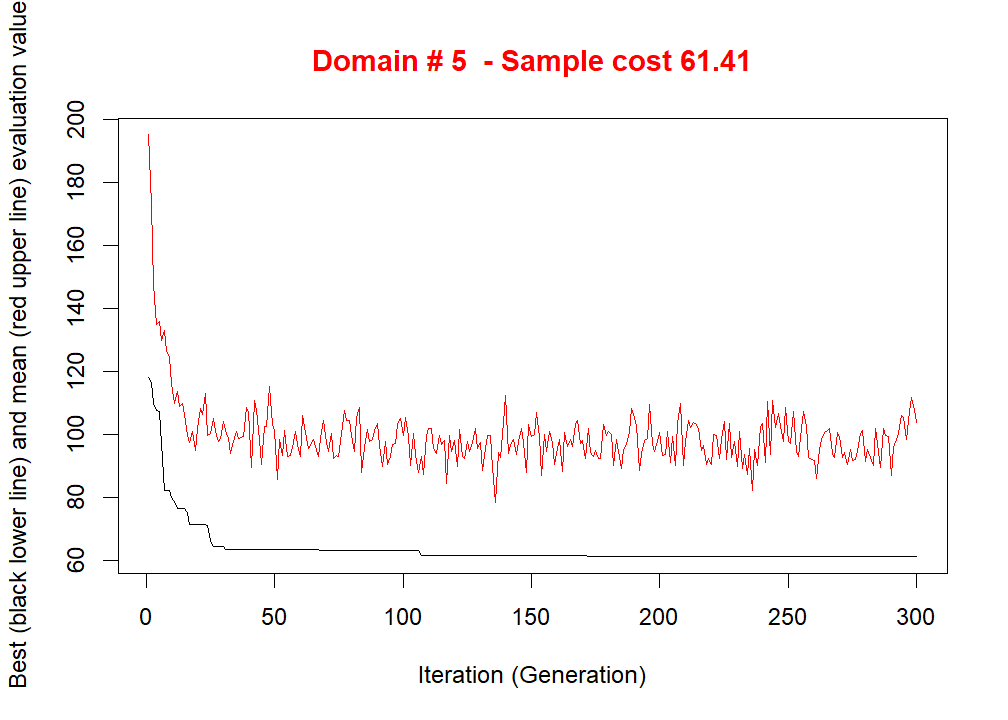 Domain # 5  - Sample cost 61.41
Best (black lower line) and mean (red upper line) evaluation value
200
180
160
140
120
100
80
60
0 50 100 150 200 250 300
Iteration (Generation)